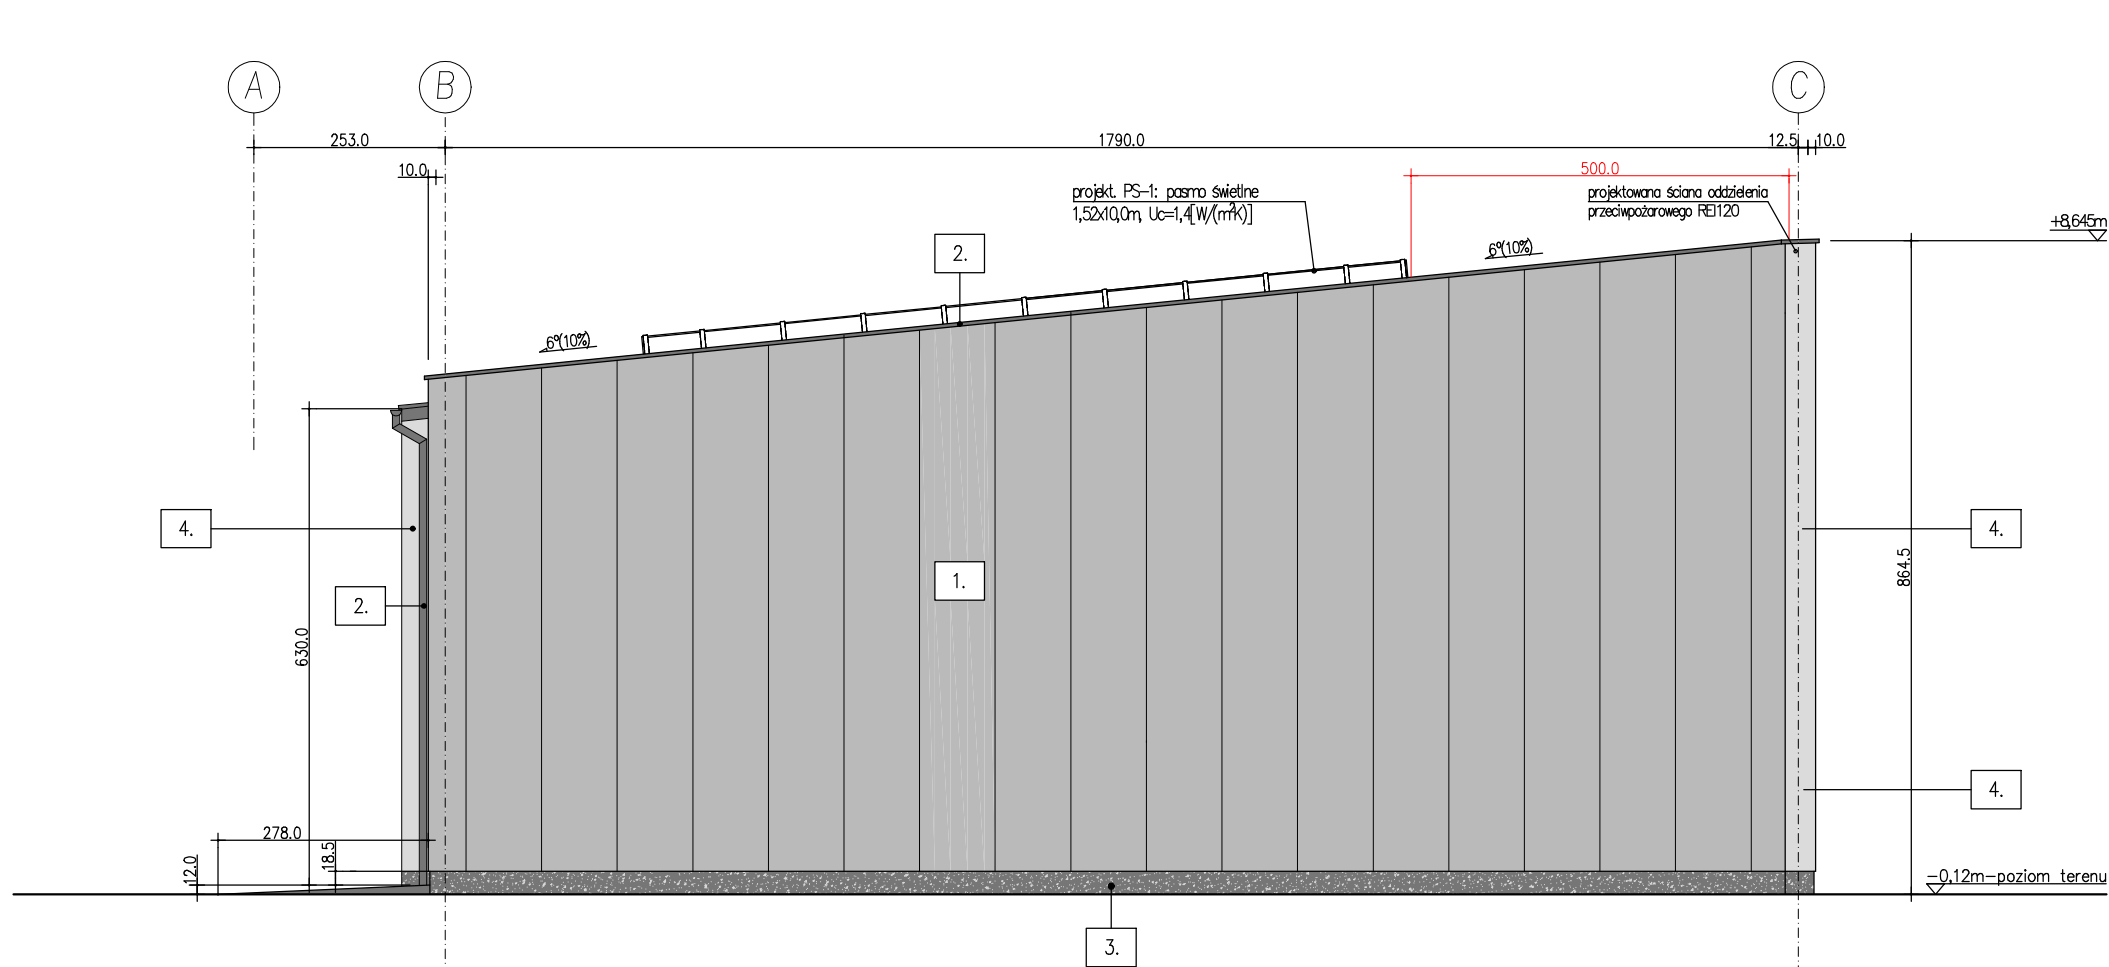 A
B
C
253.0
1790.0
12.5
10.0
10.0
500.0
projekt. PS-1: pasmo świetlne
1,52x10,0m, Uc=1,4[W/(m²K)]
projektowana ściana oddzielenia
przeciwpożarowego REI120
+8,645m
2.
6°(10%)
6°(10%)
4.
4.
1.
864.5
2.
630.0
4.
278.0
18.5
12.0
-0,12m-poziom terenu
3.